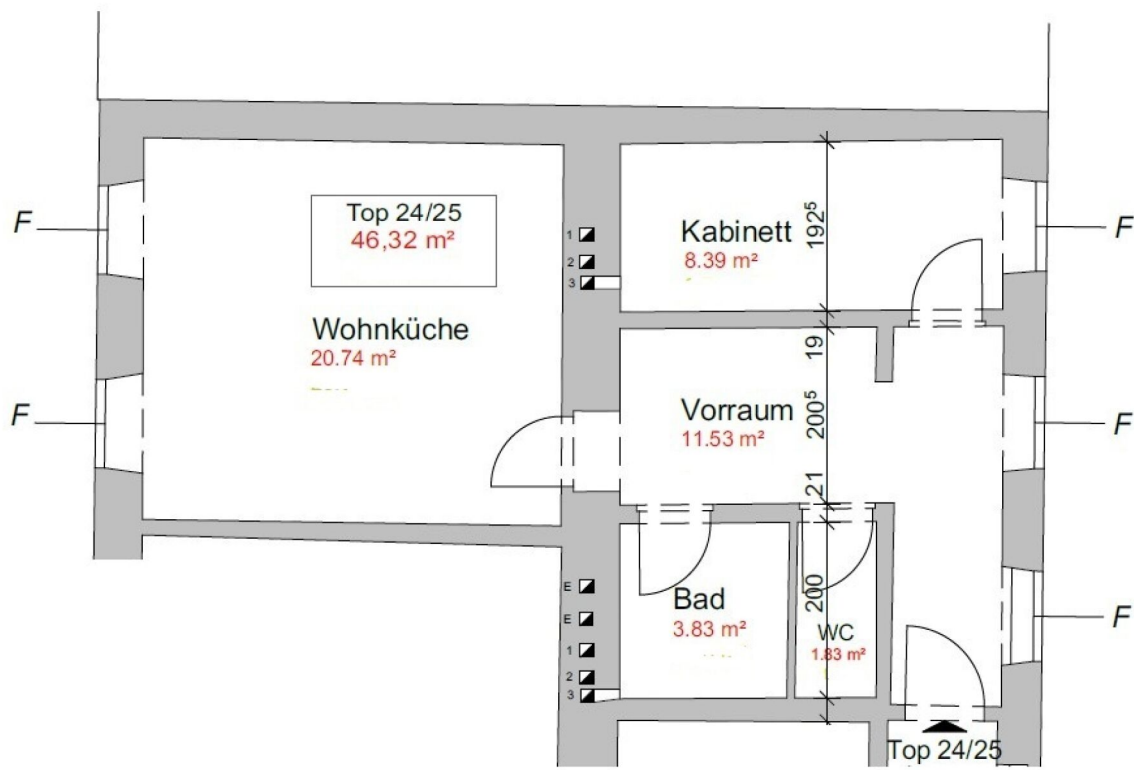 Top 24/25
46,32 m²
F
F
Wohnküche
20.74 m²
1
2
3
Kabinett
8.39 m²
192⁵
F
19
Vorraum
11.53 m²
200⁵
21
F
F
E
E
1
2
3
Bad
3.83 m²
200
WC
1.83 m²
F
Top 24/25